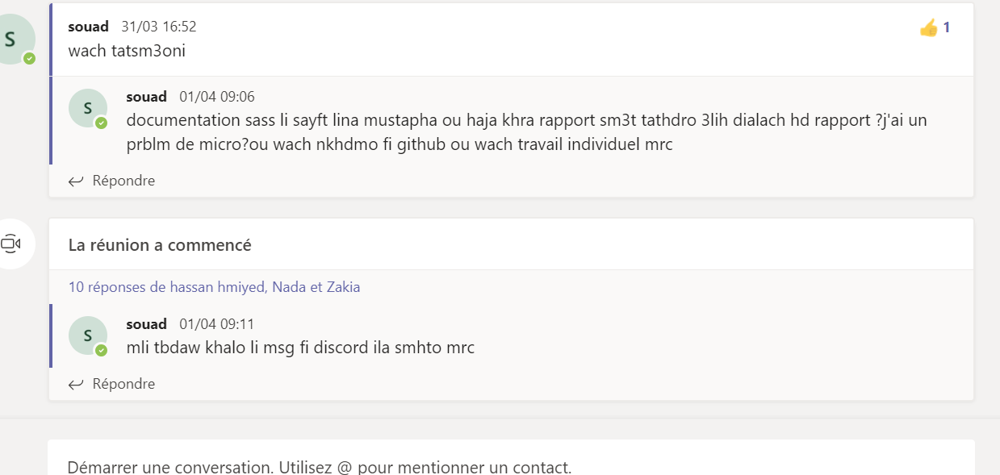 S
souad 31/03 16:52
👍 1
wach tatsm3oni
S
souad 01/04 09:06
documentation sass li sayft lina mustapha ou haja khra rapport sm3t tathdro 3lih dialach hd rapport ?j'ai un
prblm de micro?ou wach nkhdmo fi github ou wach travail individuel mrc
Répondre
La réunion a commencé
10 réponses de hassan hmiyed, Nada et Zakia
S
souad 01/04 09:11
mli tbdaw khalo li msg fi discord ila smhto mrc
Répondre
Démarrer une conversation. Utilisez @ pour mentionner un contact.